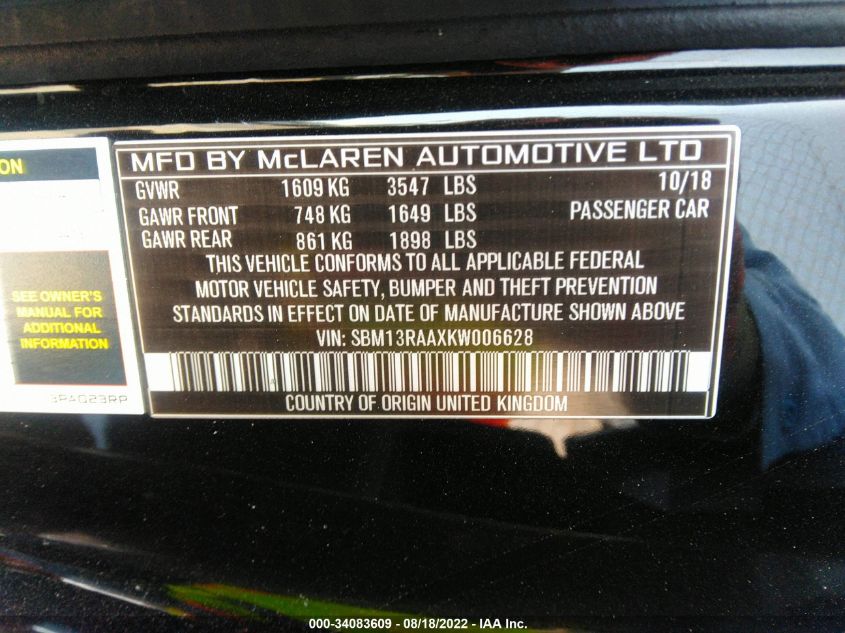 ON
SEE OWNER'S
MANUAL FOR
ADDITIONAL
INFORMATION
MFD BY McLAREN AUTOMOTIVE LTD
GVWR 1609 KG 3547 LBS 10/18
GAWR FRONT 748 KG 1649 LBS PASSENGER CAR
GAWR REAR 861 KG 1898 LBS
THIS VEHICLE CONFORMS TO ALL APPLICABLE FEDERAL
MOTOR VEHICLE SAFETY, BUMPER AND THEFT PREVENTION
STANDARDS IN EFFECT ON DATE OF MANUFACTURE SHOWN ABOVE
VIN: SBM13RAAXKW006628
COUNTRY OF ORIGIN UNITED KINGDOM
000-34083609 - 08/18/2022 - IAA Inc.